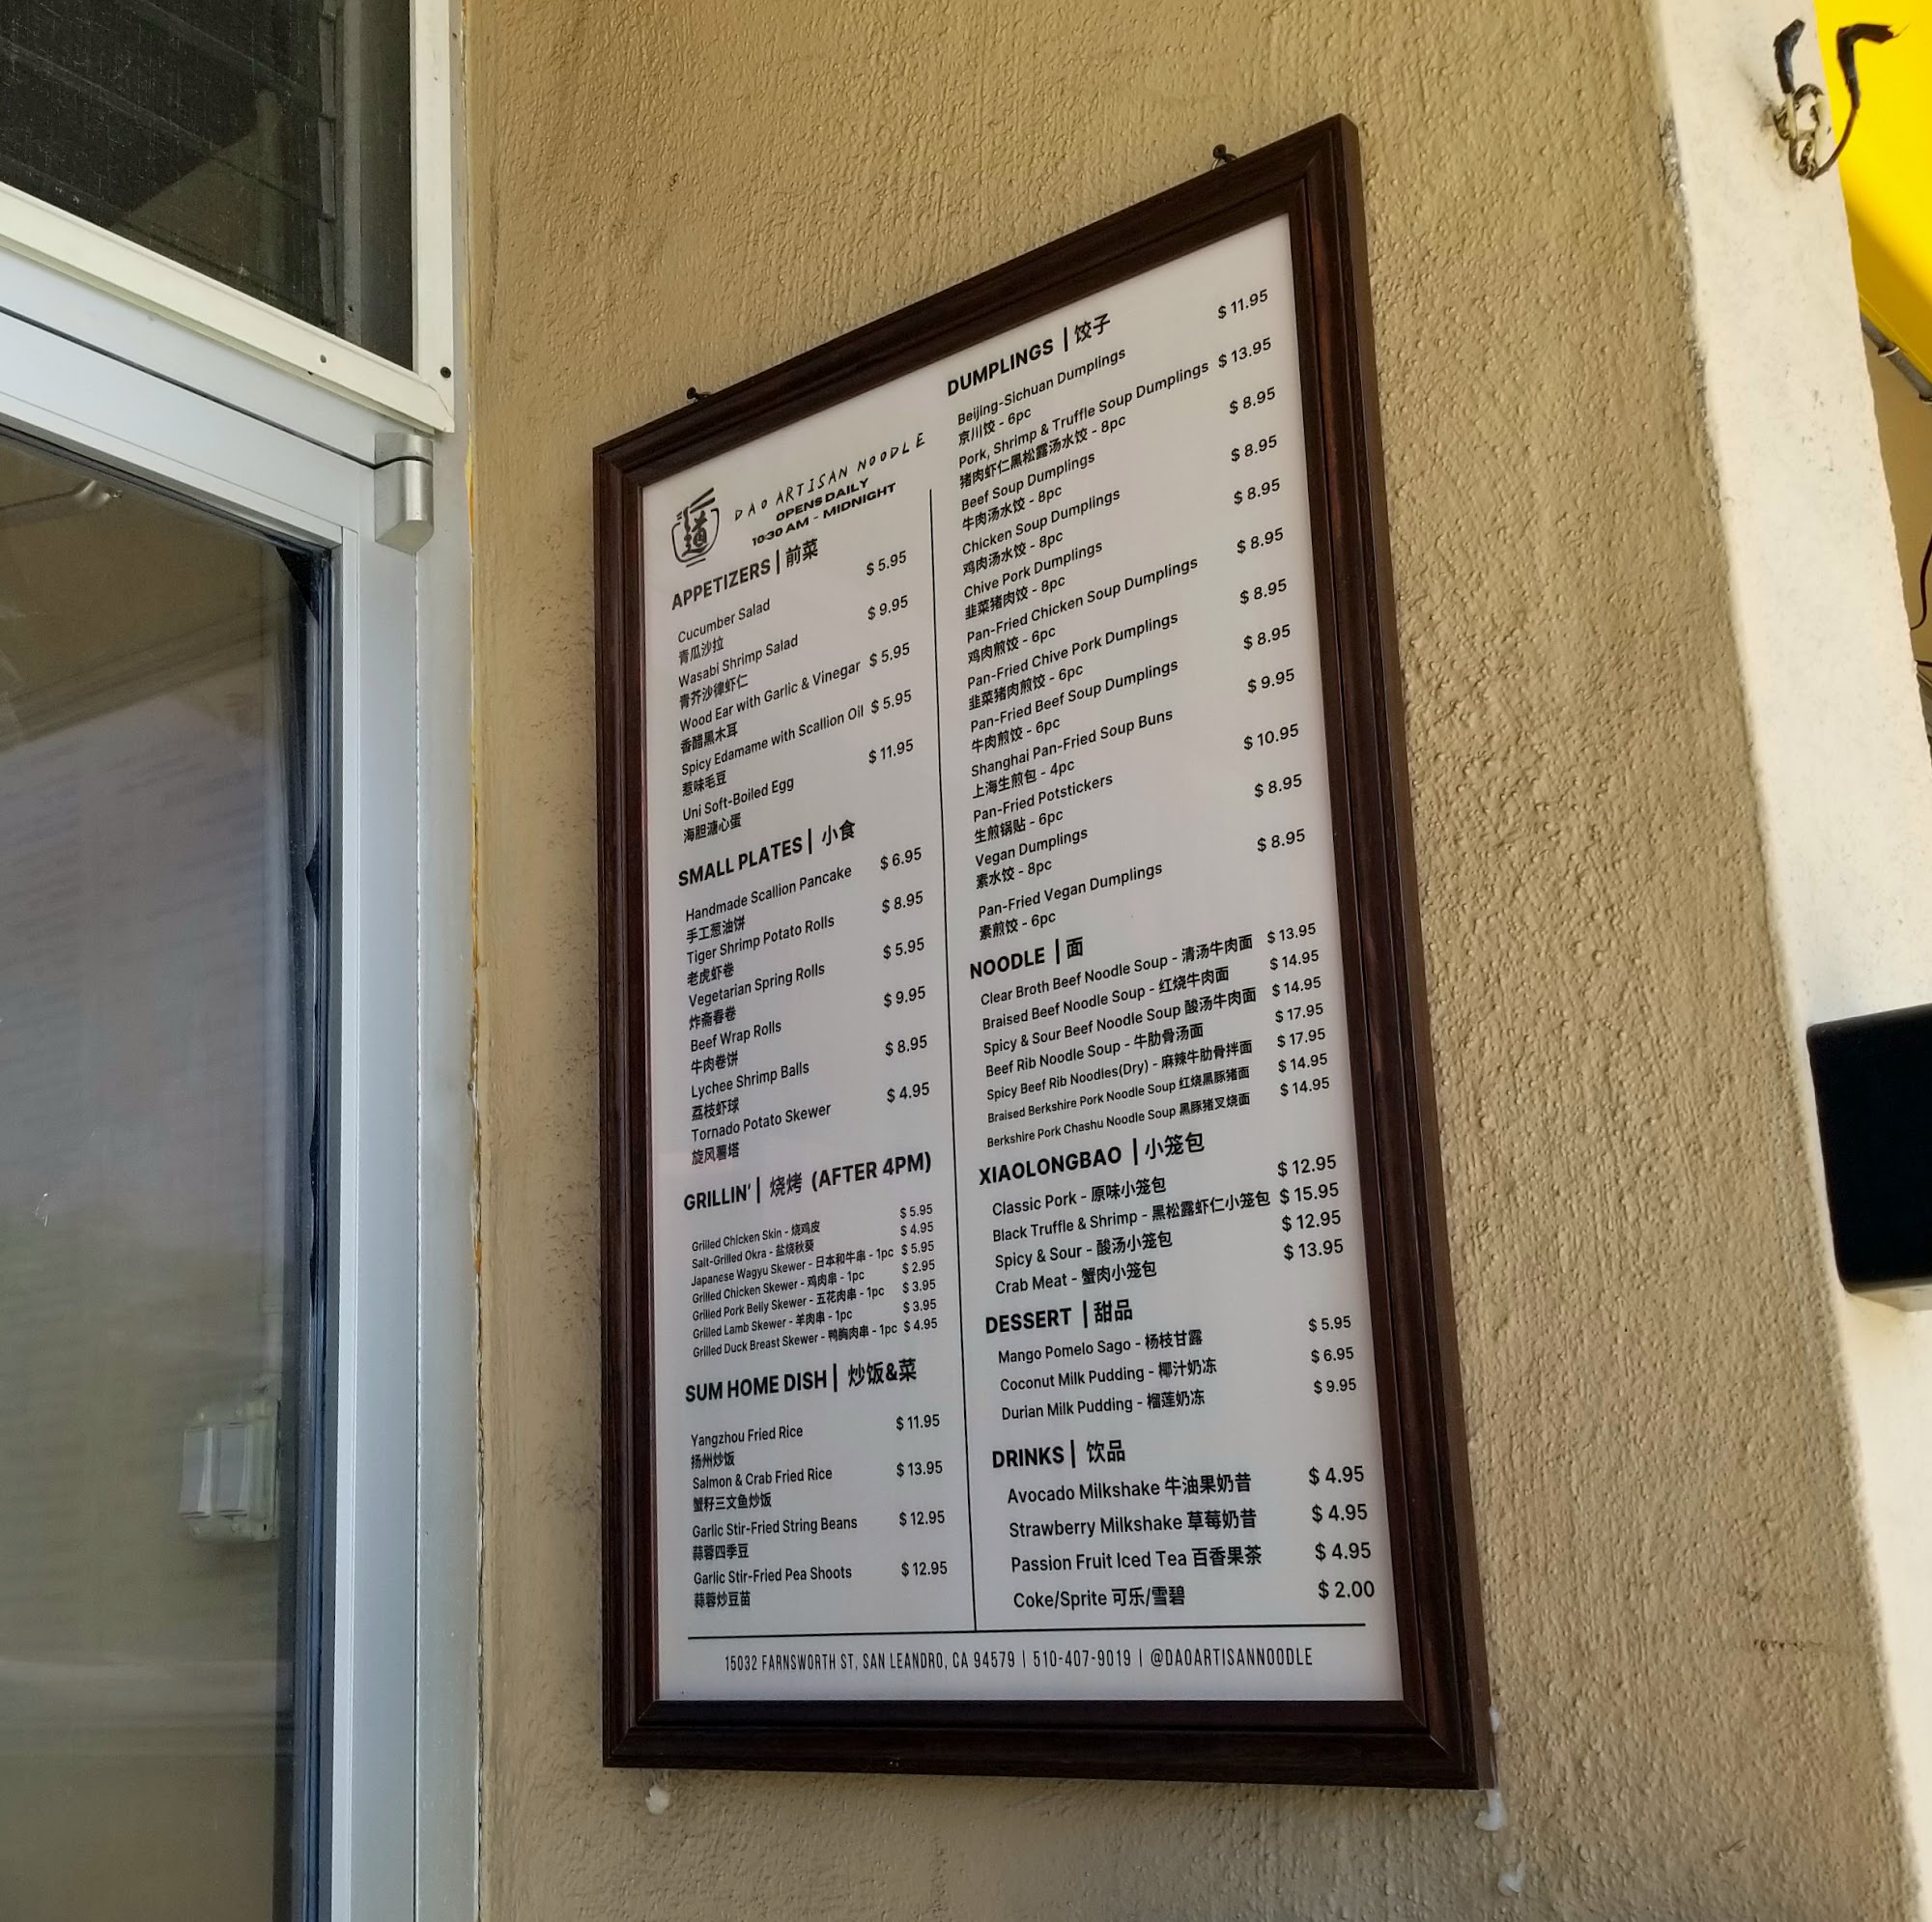 道
DAO ARTISAN NOODLE
OPENS DAILY
10:30 AM - MIDNIGHT
APPETIZERS | 前菜
Cucumber Salad $ 5.95
青瓜沙拉
Wasabi Shrimp Salad $ 9.95
青芥沙律虾仁
Wood Ear with Garlic & Vinegar $ 5.95
香醋黑木耳
Spicy Edamame with Scallion Oil $ 5.95
惹味毛豆
Uni Soft-Boiled Egg $ 11.95
海胆溏心蛋
SMALL PLATES | 小食
Handmade Scallion Pancake $ 6.95
手工葱油饼
Tiger Shrimp Potato Rolls $ 8.95
老虎虾卷
Vegetarian Spring Rolls $ 5.95
炸斋春卷
Beef Wrap Rolls $ 9.95
牛肉卷饼
Lychee Shrimp Balls $ 8.95
荔枝虾球
Tornado Potato Skewer $ 4.95
旋风薯塔
GRILLIN' | 烧烤 (AFTER 4PM)
Grilled Chicken Skin - 烧鸡皮 $ 5.95
Salt-Grilled Okra - 盐烧秋葵 $ 4.95
Japanese Wagyu Skewer - 日本和牛串 - 1pc $ 5.95
Grilled Chicken Skewer - 鸡肉串 - 1pc $ 2.95
Grilled Pork Belly Skewer - 五花肉串 - 1pc $ 3.95
Grilled Lamb Skewer - 羊肉串 - 1pc $ 3.95
Grilled Duck Breast Skewer - 鸭胸肉串 - 1pc $ 4.95
SUM HOME DISH | 炒饭&菜
Yangzhou Fried Rice $ 11.95
扬州炒饭
Salmon & Crab Fried Rice $ 13.95
蟹籽三文鱼炒饭
Garlic Stir-Fried String Beans $ 12.95
蒜蓉四季豆
Garlic Stir-Fried Pea Shoots $ 12.95
蒜蓉炒豆苗
DUMPLINGS | 饺子
Beijing-Sichuan Dumplings $ 11.95
京川饺 - 6pc
Pork, Shrimp & Truffle Soup Dumplings $ 13.95
猪肉虾仁黑松露汤水饺 - 8pc
Beef Soup Dumplings $ 8.95
牛肉汤水饺 - 8pc
Chicken Soup Dumplings $ 8.95
鸡肉汤水饺 - 8pc
Chive Pork Dumplings $ 8.95
韭菜猪肉饺 - 8pc
Pan-Fried Chicken Soup Dumplings $ 8.95
鸡肉煎饺 - 6pc
Pan-Fried Chive Pork Dumplings $ 8.95
韭菜猪肉煎饺 - 6pc
Pan-Fried Beef Soup Dumplings $ 8.95
牛肉煎饺 - 6pc
Shanghai Pan-Fried Soup Buns $ 9.95
上海生煎包 - 4pc
Pan-Fried Potstickers $ 10.95
生煎锅贴 - 6pc
Vegan Dumplings $ 8.95
素水饺 - 8pc
Pan-Fried Vegan Dumplings $ 8.95
素煎饺 - 6pc
NOODLE | 面
Clear Broth Beef Noodle Soup - 清汤牛肉面 $ 13.95
Braised Beef Noodle Soup - 红烧牛肉面 $ 14.95
Spicy & Sour Beef Noodle Soup 酸汤牛肉面 $ 14.95
Beef Rib Noodle Soup - 牛肋骨汤面 $ 17.95
Spicy Beef Rib Noodles(Dry) - 麻辣牛肋骨拌面 $ 17.95
Braised Berkshire Pork Noodle Soup 红烧黑豚猪面 $ 14.95
Berkshire Pork Chashu Noodle Soup 黑豚猪叉烧面 $ 14.95
XIAOLONGBAO | 小笼包
Classic Pork - 原味小笼包 $ 12.95
Black Truffle & Shrimp - 黑松露虾仁小笼包 $ 15.95
Spicy & Sour - 酸汤小笼包 $ 12.95
Crab Meat - 蟹肉小笼包 $ 13.95
DESSERT | 甜品
Mango Pomelo Sago - 杨枝甘露 $ 5.95
Coconut Milk Pudding - 椰汁奶冻 $ 6.95
Durian Milk Pudding - 榴莲奶冻 $ 9.95
DRINKS | 饮品
Avocado Milkshake 牛油果奶昔 $ 4.95
Strawberry Milkshake 草莓奶昔 $ 4.95
Passion Fruit Iced Tea 百香果茶 $ 4.95
Coke/Sprite 可乐/雪碧 $ 2.00
15032 FARNSWORTH ST, SAN LEANDRO, CA 94579 | 510-407-9019 | @DAOARTISANNOODLE